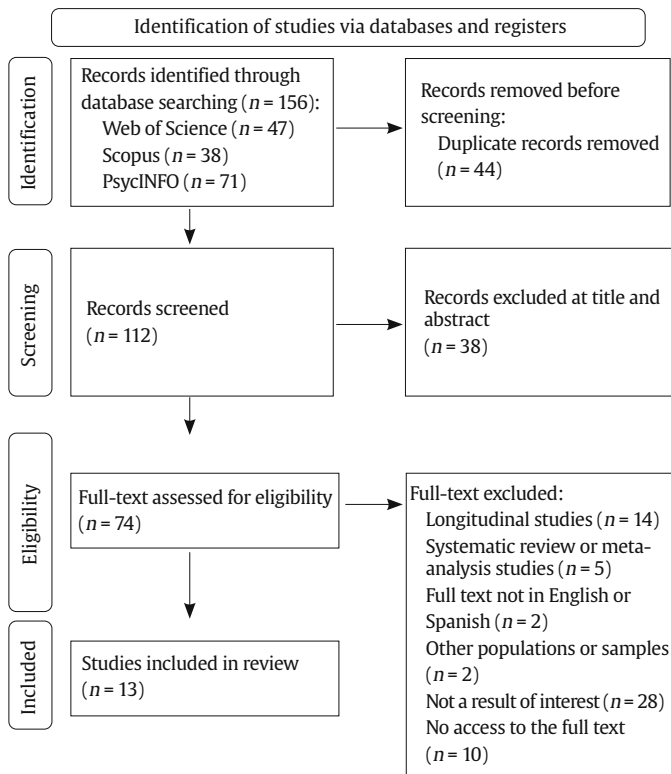 Identification of studies via databases and registers
Identification
Records identified through
database searching (n = 156):
Web of Science (n = 47)
Scopus (n = 38)
PsycINFO (n = 71)
Records removed before
screening:
Duplicate records removed
(n = 44)
Screening
Records screened
(n = 112)
Records excluded at title and
abstract
(n = 38)
Eligibility
Full-text assessed for eligibility
(n = 74)
Full-text excluded:
Longitudinal studies (n = 14)
Systematic review or meta-
analysis studies (n = 5)
Full text not in English or
Spanish (n = 2)
Other populations or samples
(n = 2)
Not a result of interest (n = 28)
No access to the full text
(n = 10)
Included
Studies included in review
(n = 13)